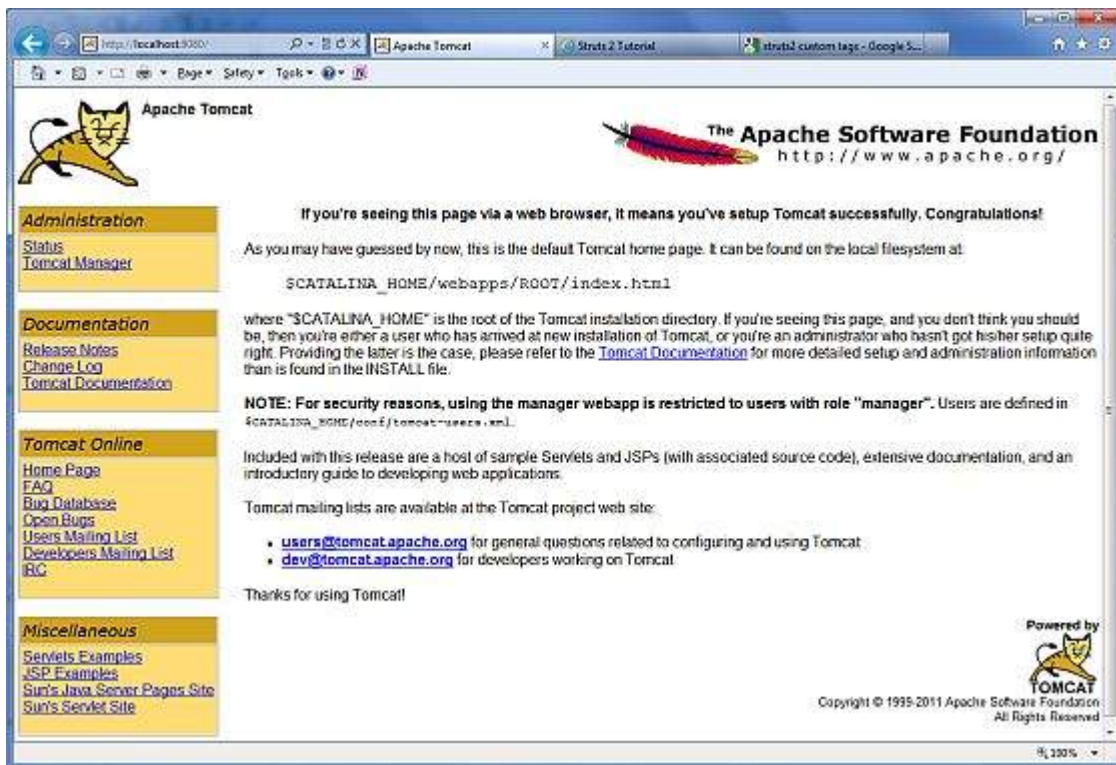 http://localhost:8080/
Apache Tomcat
Struts 2 Tutorial
struts2 custom tags - Google S...
Page
Safety
Tools
Apache Tomcat
The Apache Software Foundation
http://www.apache.org/
Administration
Status
Tomcat Manager
Documentation
Release Notes
Change Log
Tomcat Documentation
Tomcat Online
Home Page
FAQ
Bug Database
Open Bugs
Users Mailing List
Developers Mailing List
IRC
Miscellaneous
Servlets Examples
JSP Examples
Sun's Java Server Pages Site
Sun's Servlet Site
If you're seeing this page via a web browser, it means you've setup Tomcat successfully. Congratulations!
As you may have guessed by now, this is the default Tomcat home page. It can be found on the local filesystem at:
$CATALINA_HOME/webapps/ROOT/index.html
where "$CATALINA_HOME" is the root of the Tomcat installation directory. If you're seeing this page, and you don't think you should
be, then you're either a user who has arrived at new installation of Tomcat, or you're an administrator who hasn't got his/her setup quite
right. Providing the latter is the case, please refer to the Tomcat Documentation for more detailed setup and administration information
than is found in the INSTALL file.
NOTE: For security reasons, using the manager webapp is restricted to users with role "manager". Users are defined in
$CATALINA_HOME/conf/tomcat-users.xml.
Included with this release are a host of sample Servlets and JSPs (with associated source code), extensive documentation, and an
introductory guide to developing web applications.
Tomcat mailing lists are available at the Tomcat project web site:
• users@tomcat.apache.org for general questions related to configuring and using Tomcat
• dev@tomcat.apache.org for developers working on Tomcat
Thanks for using Tomcat!
Powered by
TOMCAT
Copyright © 1999-2011 Apache Software Foundation
All Rights Reserved
100%